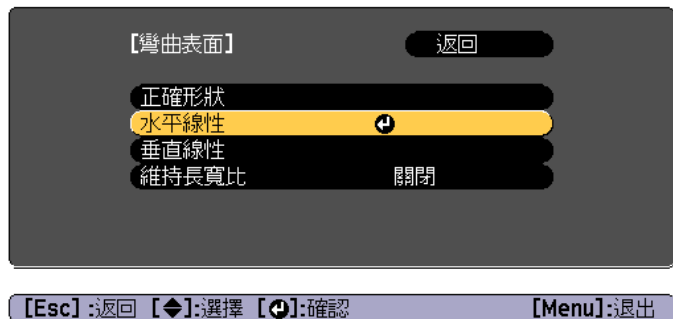 【彎曲表面】 返回
正確形狀
水平線性
垂直線性
維持長寬比 關閉
[Esc] :返回 [◆]:選擇 [⏎]:確認 [Menu]:退出